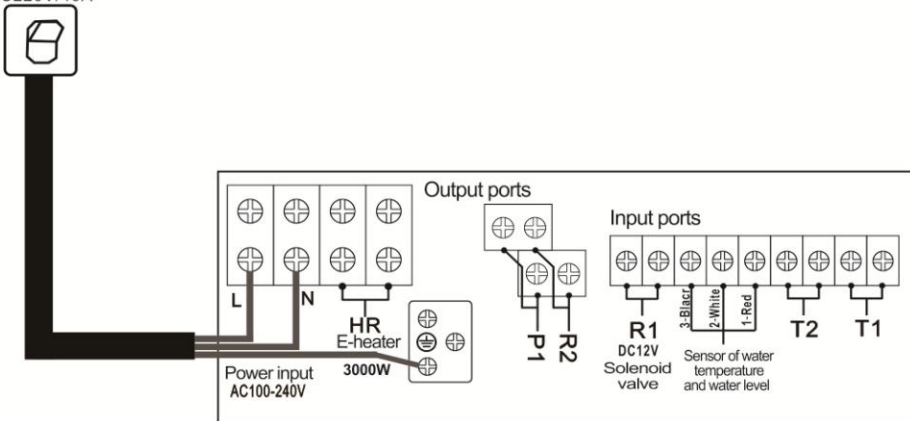 Output ports
Input ports
L
N
HR
E-heater
3000W
Power input
AC100-240V
P1
R2
R1
DC12V
Solenoid
valve
3-Blacr
2-White
1-Red
Sensor of water
temperature
and water level
T2
T1